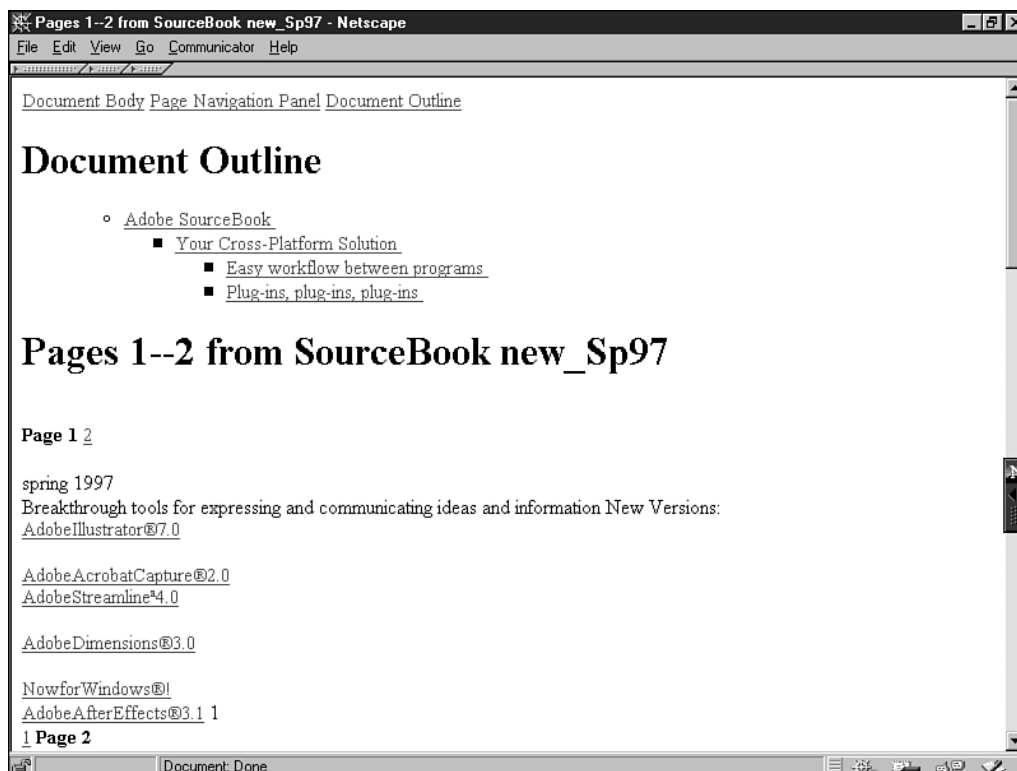 Pages 1--2 from SourceBook new_Sp97 - Netscape
File Edit View Go Communicator Help
Document Body Page Navigation Panel Document Outline
Document Outline
Adobe SourceBook
Your Cross-Platform Solution
Easy workflow between programs
Plug-ins, plug-ins, plug-ins
Pages 1--2 from SourceBook new_Sp97
Page 1 2
spring 1997
Breakthrough tools for expressing and communicating ideas and information New Versions:
AdobeIllustrator®7.0
AdobeAcrobatCapture®2.0
AdobeStreamlineª4.0
AdobeDimensions®3.0
NowforWindows®!
AdobeAfterEffects®3.1 1
1 Page 2
Document: Done